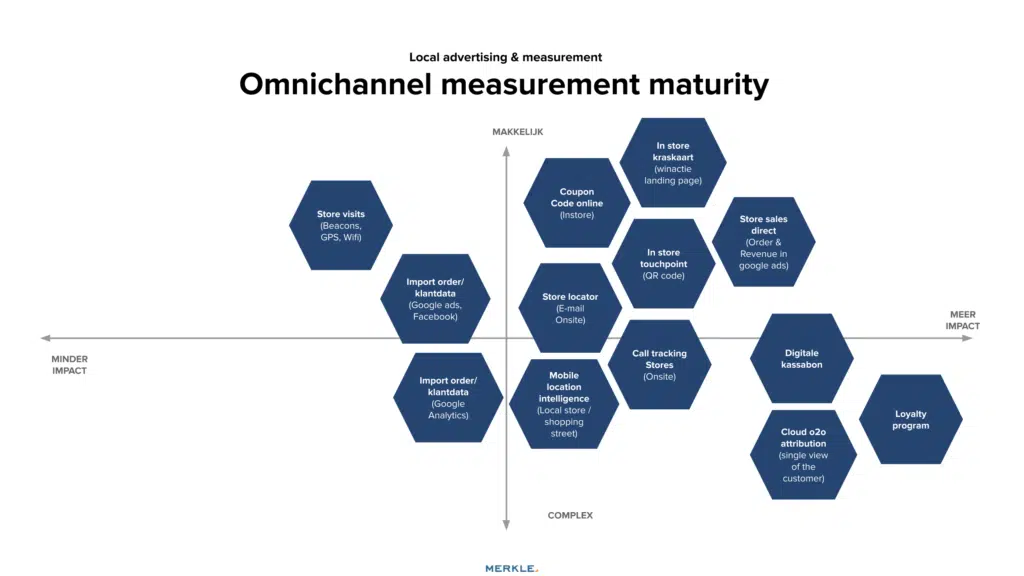 Local advertising & measurement
Omnichannel measurement maturity
MAKKELIJK
In store
kraskaart
(winactie
landing page)
Coupon
Code online
(Instore)
Store visits
(Beacons,
GPS, Wifi)
Store sales
direct
(Order &
Revenue in
google ads)
In store
touchpoint
(QR code)
Import order/
klantdata
(Google ads,
Facebook)
Store locator
(E-mail
Onsite)
MEER
IMPACT
MINDER
IMPACT
Call tracking
Stores
(Onsite)
Digitale
kassabon
Import order/
klantdata
(Google
Analytics)
Mobile
location
intelligence
(Local store /
shopping
street)
Loyalty
program
Cloud o2o
attribution
(single view
of the
customer)
COMPLEX
MERKLE.